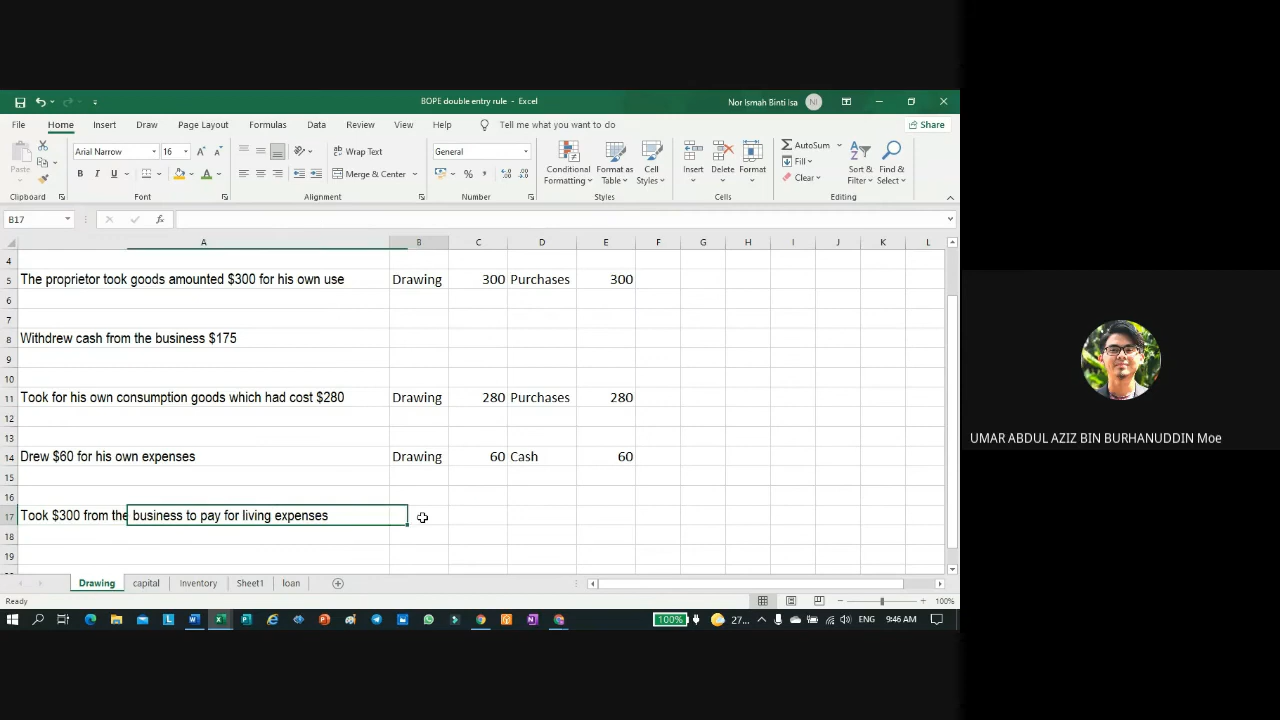 BOPE double entry rule - Excel
Nor Ismah Binti Isa NI
File Home Insert Draw Page Layout Formulas Data Review View Help Tell me what you want to do Share
Paste
Arial Narrow 16 A A
B I U A
Wrap Text
Merge & Center
General
% , 
Conditional Formatting
Format as Table
Cell Styles
Insert Delete Format
AutoSum
Fill
Clear
Sort & Filter
Find & Select
Clipboard Font Alignment Number Styles Cells Editing
B17 fx
A B C D E F G H I J K L
4
5 The proprietor took goods amounted $300 for his own use Drawing 300 Purchases 300
6
7
8 Withdrew cash from the business $175
9
10
11 Took for his own consumption goods which had cost $280 Drawing 280 Purchases 280
12
13
14 Drew $60 for his own expenses Drawing 60 Cash 60
15
16
17 Took $300 from the business to pay for living expenses
18
19
Drawing capital Inventory Sheet1 loan
Ready 100%
100% 27... ENG 9:46 AM
UMAR ABDUL AZIZ BIN BURHANUDDIN Moe